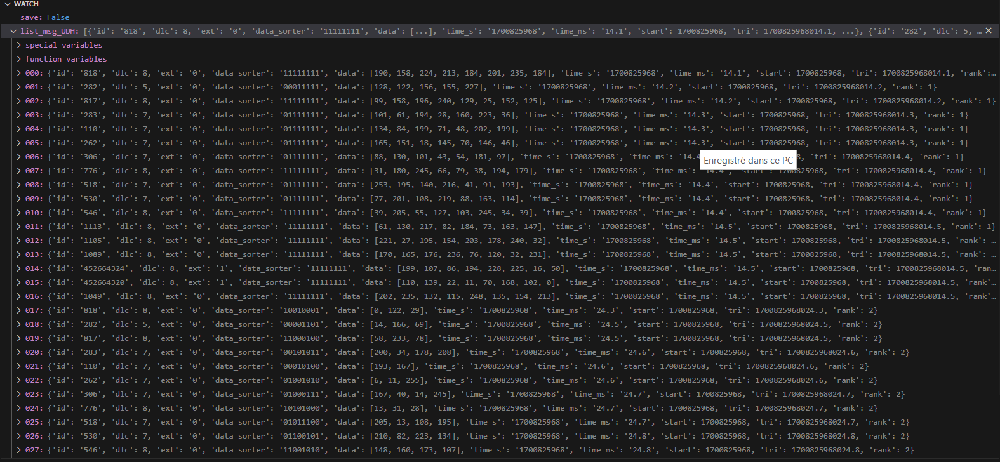 WATCH
save: False
list_msg_UDH: [{'id': '818', 'dlc': 8, 'ext': '0', 'data_sorter': '11111111', 'data': [...], 'time_s': '1700825968', 'time_ms': '14.1', 'start': 1700825968, 'tri': 1700825968014.1, ...}, {'id': '282', 'dlc': 5, …
special variables
function variables
000: {'id': '818', 'dlc': 8, 'ext': '0', 'data_sorter': '11111111', 'data': [190, 158, 224, 213, 184, 201, 235, 184], 'time_s': '1700825968', 'time_ms': '14.1', 'start': 1700825968, 'tri': 1700825968014.1, 'rank':…
001: {'id': '282', 'dlc': 5, 'ext': '0', 'data_sorter': '00011111', 'data': [128, 122, 156, 155, 227], 'time_s': '1700825968', 'time_ms': '14.2', 'start': 1700825968, 'tri': 1700825968014.2, 'rank': 1}
002: {'id': '817', 'dlc': 8, 'ext': '0', 'data_sorter': '11111111', 'data': [99, 158, 196, 240, 129, 25, 152, 125], 'time_s': '1700825968', 'time_ms': '14.2', 'start': 1700825968, 'tri': 1700825968014.2, 'rank': 1}
003: {'id': '283', 'dlc': 7, 'ext': '0', 'data_sorter': '01111111', 'data': [101, 61, 194, 28, 160, 223, 36], 'time_s': '1700825968', 'time_ms': '14.3', 'start': 1700825968, 'tri': 1700825968014.3, 'rank': 1}
004: {'id': '110', 'dlc': 7, 'ext': '0', 'data_sorter': '01111111', 'data': [134, 84, 199, 71, 48, 202, 199], 'time_s': '1700825968', 'time_ms': '14.3', 'start': 1700825968, 'tri': 1700825968014.3, 'rank': 1}
005: {'id': '262', 'dlc': 7, 'ext': '0', 'data_sorter': '01111111', 'data': [165, 151, 18, 145, 70, 146, 46], 'time_s': '1700825968', 'time_ms': '14.3', 'start': 1700825968, 'tri': 1700825968014.3, 'rank': 1}
006: {'id': '306', 'dlc': 7, 'ext': '0', 'data_sorter': '01111111', 'data': [88, 130, 101, 43, 54, 181, 97], 'time_s': '1700825968', 'time_ms': '14.4 8, 'tri': 1700825968014.4, 'rank': 1}
Enregistré dans ce PC
007: {'id': '776', 'dlc': 8, 'ext': '0', 'data_sorter': '11111111', 'data': [31, 180, 245, 66, 79, 38, 194, 179], 'time_s': '1700825968', 'time_ms': '14.4', 'start': 1700825968, 'tri': 1700825968014.4, 'rank': 1}
008: {'id': '518', 'dlc': 7, 'ext': '0', 'data_sorter': '01111111', 'data': [253, 195, 140, 216, 41, 91, 193], 'time_s': '1700825968', 'time_ms': '14.4', 'start': 1700825968, 'tri': 1700825968014.4, 'rank': 1}
009: {'id': '530', 'dlc': 7, 'ext': '0', 'data_sorter': '01111111', 'data': [77, 201, 108, 219, 88, 163, 114], 'time_s': '1700825968', 'time_ms': '14.4', 'start': 1700825968, 'tri': 1700825968014.4, 'rank': 1}
010: {'id': '546', 'dlc': 8, 'ext': '0', 'data_sorter': '11111111', 'data': [39, 205, 55, 127, 103, 245, 34, 39], 'time_s': '1700825968', 'time_ms': '14.4', 'start': 1700825968, 'tri': 1700825968014.4, 'rank': 1}
011: {'id': '1113', 'dlc': 8, 'ext': '0', 'data_sorter': '11111111', 'data': [61, 130, 217, 82, 184, 73, 163, 147], 'time_s': '1700825968', 'time_ms': '14.5', 'start': 1700825968, 'tri': 1700825968014.5, 'rank': 1}
012: {'id': '1105', 'dlc': 8, 'ext': '0', 'data_sorter': '11111111', 'data': [221, 27, 195, 154, 203, 178, 240, 32], 'time_s': '1700825968', 'time_ms': '14.5', 'start': 1700825968, 'tri': 1700825968014.5, 'rank': …
013: {'id': '1089', 'dlc': 8, 'ext': '0', 'data_sorter': '11111111', 'data': [170, 165, 176, 236, 76, 120, 32, 231], 'time_s': '1700825968', 'time_ms': '14.5', 'start': 1700825968, 'tri': 1700825968014.5, 'rank': …
014: {'id': '452664324', 'dlc': 8, 'ext': '1', 'data_sorter': '11111111', 'data': [199, 107, 86, 194, 228, 225, 16, 50], 'time_s': '1700825968', 'time_ms': '14.5', 'start': 1700825968, 'tri': 1700825968014.5, 'ran…
015: {'id': '452664320', 'dlc': 8, 'ext': '1', 'data_sorter': '11111111', 'data': [110, 139, 22, 11, 70, 168, 102, 0], 'time_s': '1700825968', 'time_ms': '14.5', 'start': 1700825968, 'tri': 1700825968014.5, 'rank'…
016: {'id': '1049', 'dlc': 8, 'ext': '0', 'data_sorter': '11111111', 'data': [202, 235, 132, 115, 248, 135, 154, 213], 'time_s': '1700825968', 'time_ms': '14.5', 'start': 1700825968, 'tri': 1700825968014.5, 'rank'…
017: {'id': '818', 'dlc': 8, 'ext': '0', 'data_sorter': '10010001', 'data': [0, 122, 29], 'time_s': '1700825968', 'time_ms': '24.3', 'start': 1700825968, 'tri': 1700825968024.3, 'rank': 2}
018: {'id': '282', 'dlc': 5, 'ext': '0', 'data_sorter': '00001101', 'data': [14, 166, 69], 'time_s': '1700825968', 'time_ms': '24.5', 'start': 1700825968, 'tri': 1700825968024.5, 'rank': 2}
019: {'id': '817', 'dlc': 8, 'ext': '0', 'data_sorter': '11000100', 'data': [58, 233, 78], 'time_s': '1700825968', 'time_ms': '24.5', 'start': 1700825968, 'tri': 1700825968024.5, 'rank': 2}
020: {'id': '283', 'dlc': 7, 'ext': '0', 'data_sorter': '00101011', 'data': [200, 34, 178, 208], 'time_s': '1700825968', 'time_ms': '24.6', 'start': 1700825968, 'tri': 1700825968024.6, 'rank': 2}
021: {'id': '110', 'dlc': 7, 'ext': '0', 'data_sorter': '00010100', 'data': [193, 167], 'time_s': '1700825968', 'time_ms': '24.6', 'start': 1700825968, 'tri': 1700825968024.6, 'rank': 2}
022: {'id': '262', 'dlc': 7, 'ext': '0', 'data_sorter': '01001010', 'data': [6, 11, 255], 'time_s': '1700825968', 'time_ms': '24.6', 'start': 1700825968, 'tri': 1700825968024.6, 'rank': 2}
023: {'id': '306', 'dlc': 7, 'ext': '0', 'data_sorter': '01000111', 'data': [167, 40, 14, 245], 'time_s': '1700825968', 'time_ms': '24.7', 'start': 1700825968, 'tri': 1700825968024.7, 'rank': 2}
024: {'id': '776', 'dlc': 8, 'ext': '0', 'data_sorter': '10101000', 'data': [13, 31, 28], 'time_s': '1700825968', 'time_ms': '24.7', 'start': 1700825968, 'tri': 1700825968024.7, 'rank': 2}
025: {'id': '518', 'dlc': 7, 'ext': '0', 'data_sorter': '01011100', 'data': [205, 13, 108, 195], 'time_s': '1700825968', 'time_ms': '24.7', 'start': 1700825968, 'tri': 1700825968024.7, 'rank': 2}
026: {'id': '530', 'dlc': 7, 'ext': '0', 'data_sorter': '01100101', 'data': [210, 82, 223, 134], 'time_s': '1700825968', 'time_ms': '24.8', 'start': 1700825968, 'tri': 1700825968024.8, 'rank': 2}
027: {'id': '546', 'dlc': 8, 'ext': '0', 'data_sorter': '11001010', 'data': [148, 160, 173, 107], 'time_s': '1700825968', 'time_ms': '24.8', 'start': 1700825968, 'tri': 1700825968024.8, 'rank': 2}